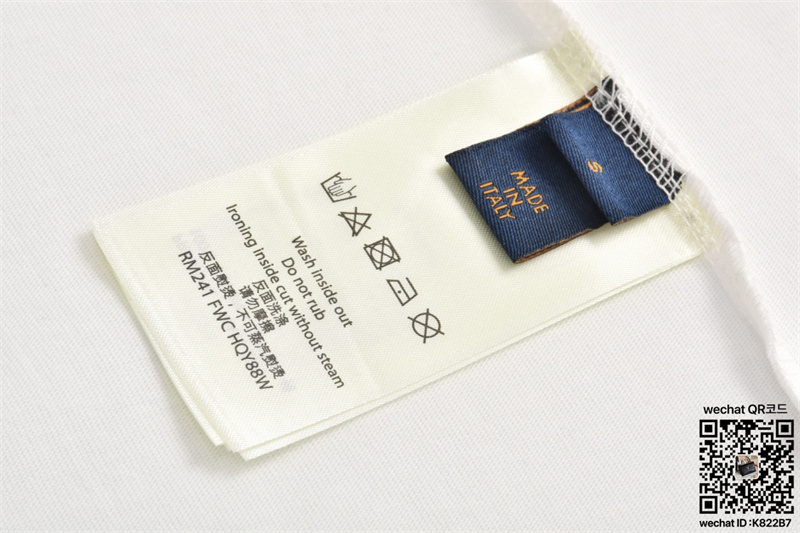 MADE
IN
ITALY
S
Wash inside out
Do not rub
Ironing inside cut without steam
反面洗涤
请勿摩擦
反面熨烫，不可蒸汽熨烫
RM241 FWC HQY88W
wechat QR코드
wechat ID :K822B7